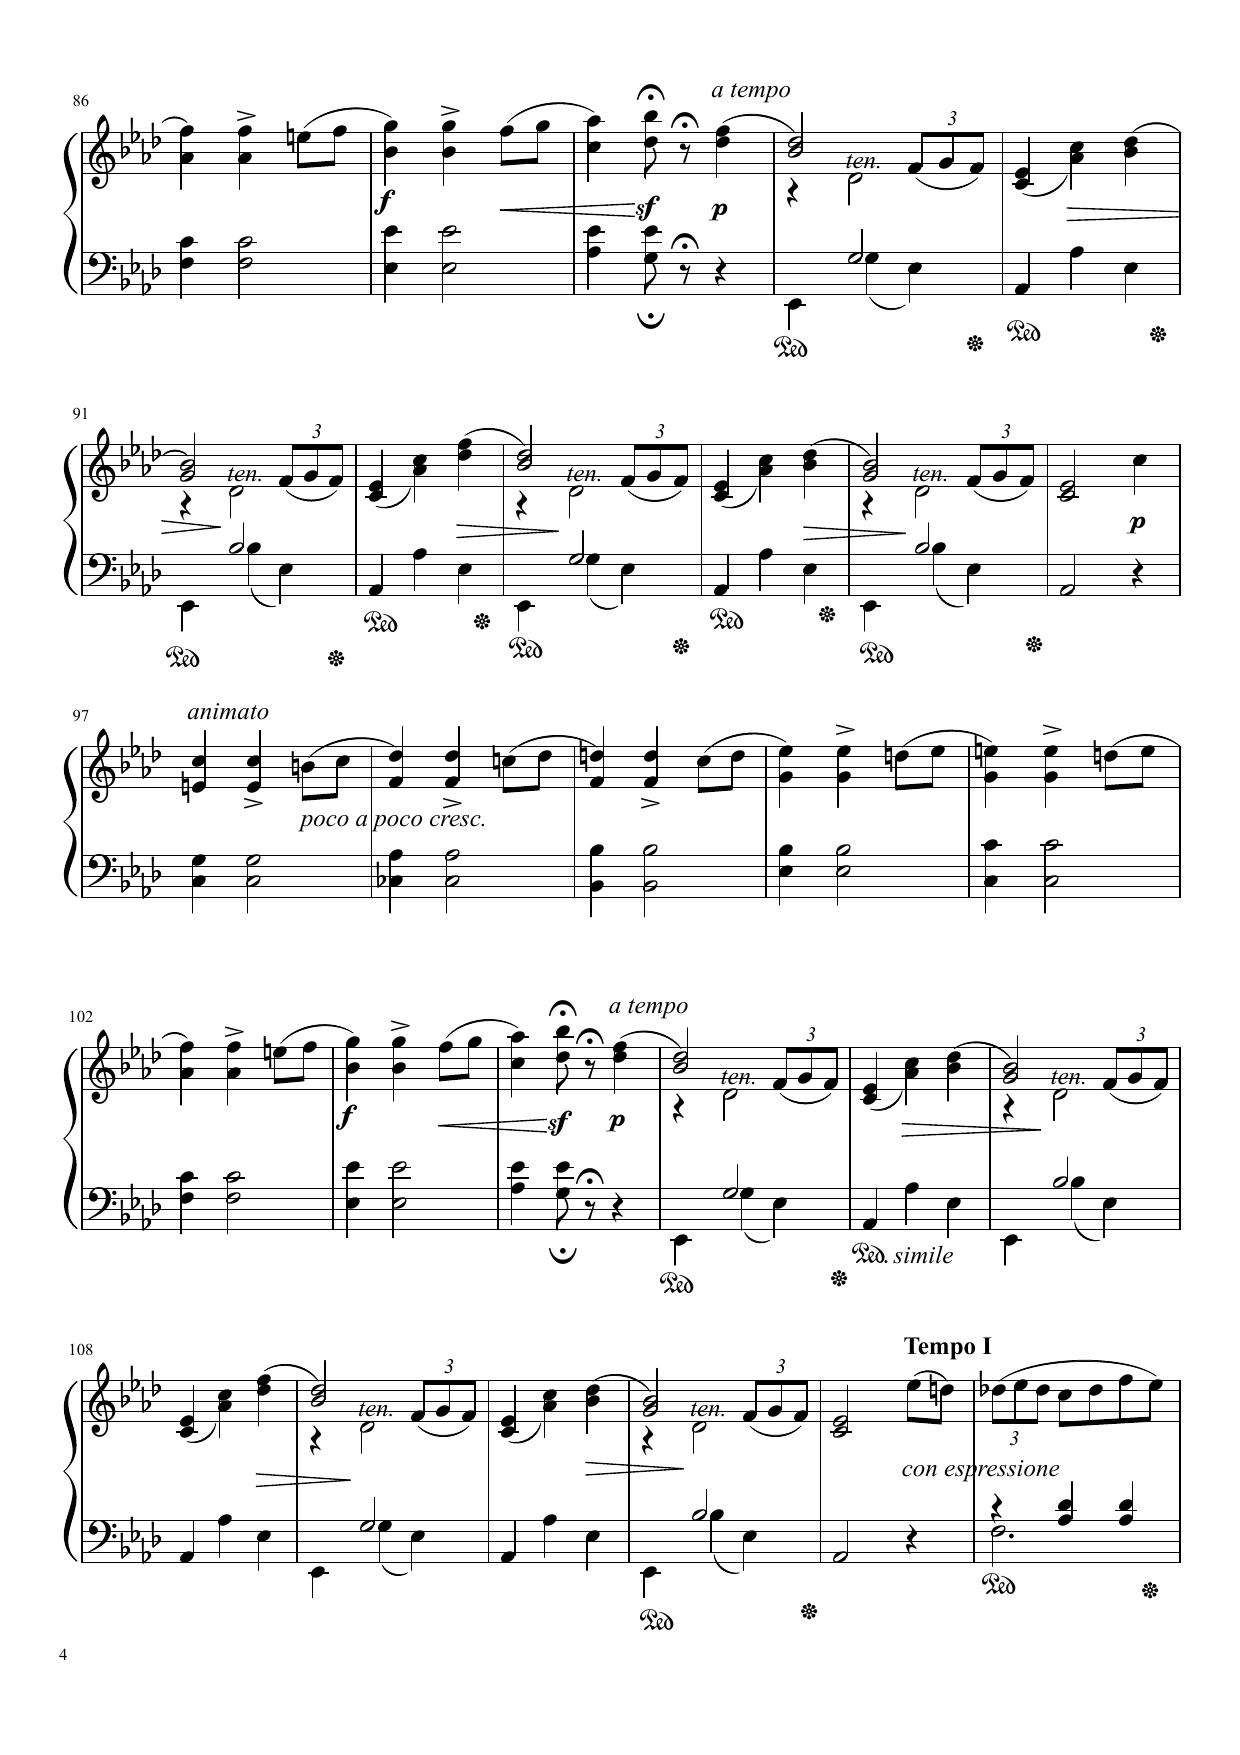 86
a tempo
3
ten.
f
sf
p
Ped
Ped
91
3
3
3
ten.
ten.
ten.
p
Ped
Ped
Ped
Ped
Ped
97
animato
poco a poco cresc.
102
a tempo
3
3
ten.
ten.
f
sf
p
Ped
Ped. simile
108
Tempo I
3
3
ten.
ten.
3
con espressione
Ped
Ped
4